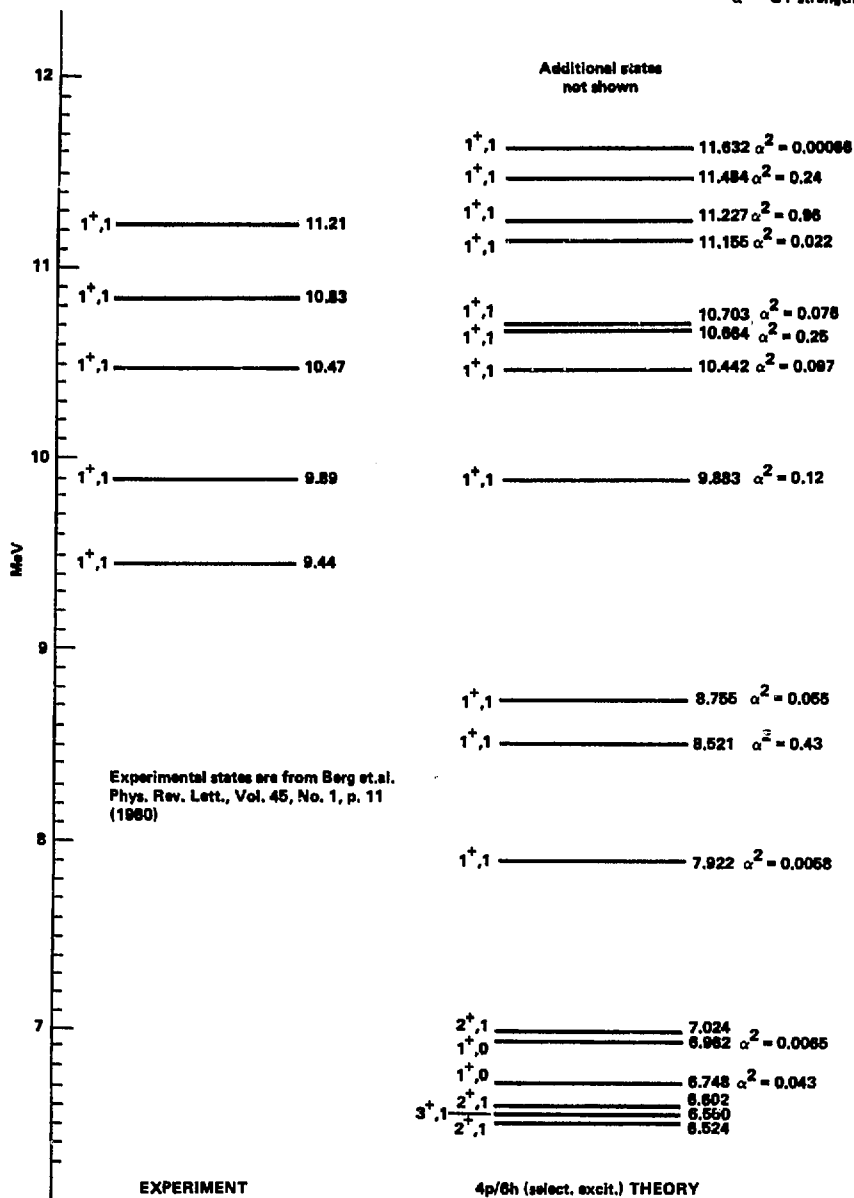 12
Additional states
not shown
1+,1 11.632 α2 = 0.00066
1+,1 11.484 α2 = 0.24
1+,1 11.227 α2 = 0.96
1+,1 11.155 α2 = 0.022
1+,1 11.21
11
1+,1 10.83
1+,1 10.703 α2 = 0.076
1+,1 10.664 α2 = 0.25
1+,1 10.47
1+,1 10.442 α2 = 0.097
10
1+,1 9.89
1+,1 9.883 α2 = 0.12
1+,1 9.44
MeV
9
1+,1 8.755 α2 = 0.055
1+,1 8.521 α2 = 0.43
Experimental states are from Berg et.al.
Phys. Rev. Lett., Vol. 45, No. 1, p. 11
(1980)
8
1+,1 7.922 α2 = 0.0058
7
2+,1 7.024
1+,0 6.962 α2 = 0.0065
1+,0 6.748 α2 = 0.043
2+,1 6.602
3+,1 6.550
2+,1 6.524
EXPERIMENT
4p/6h (select. excit.) THEORY